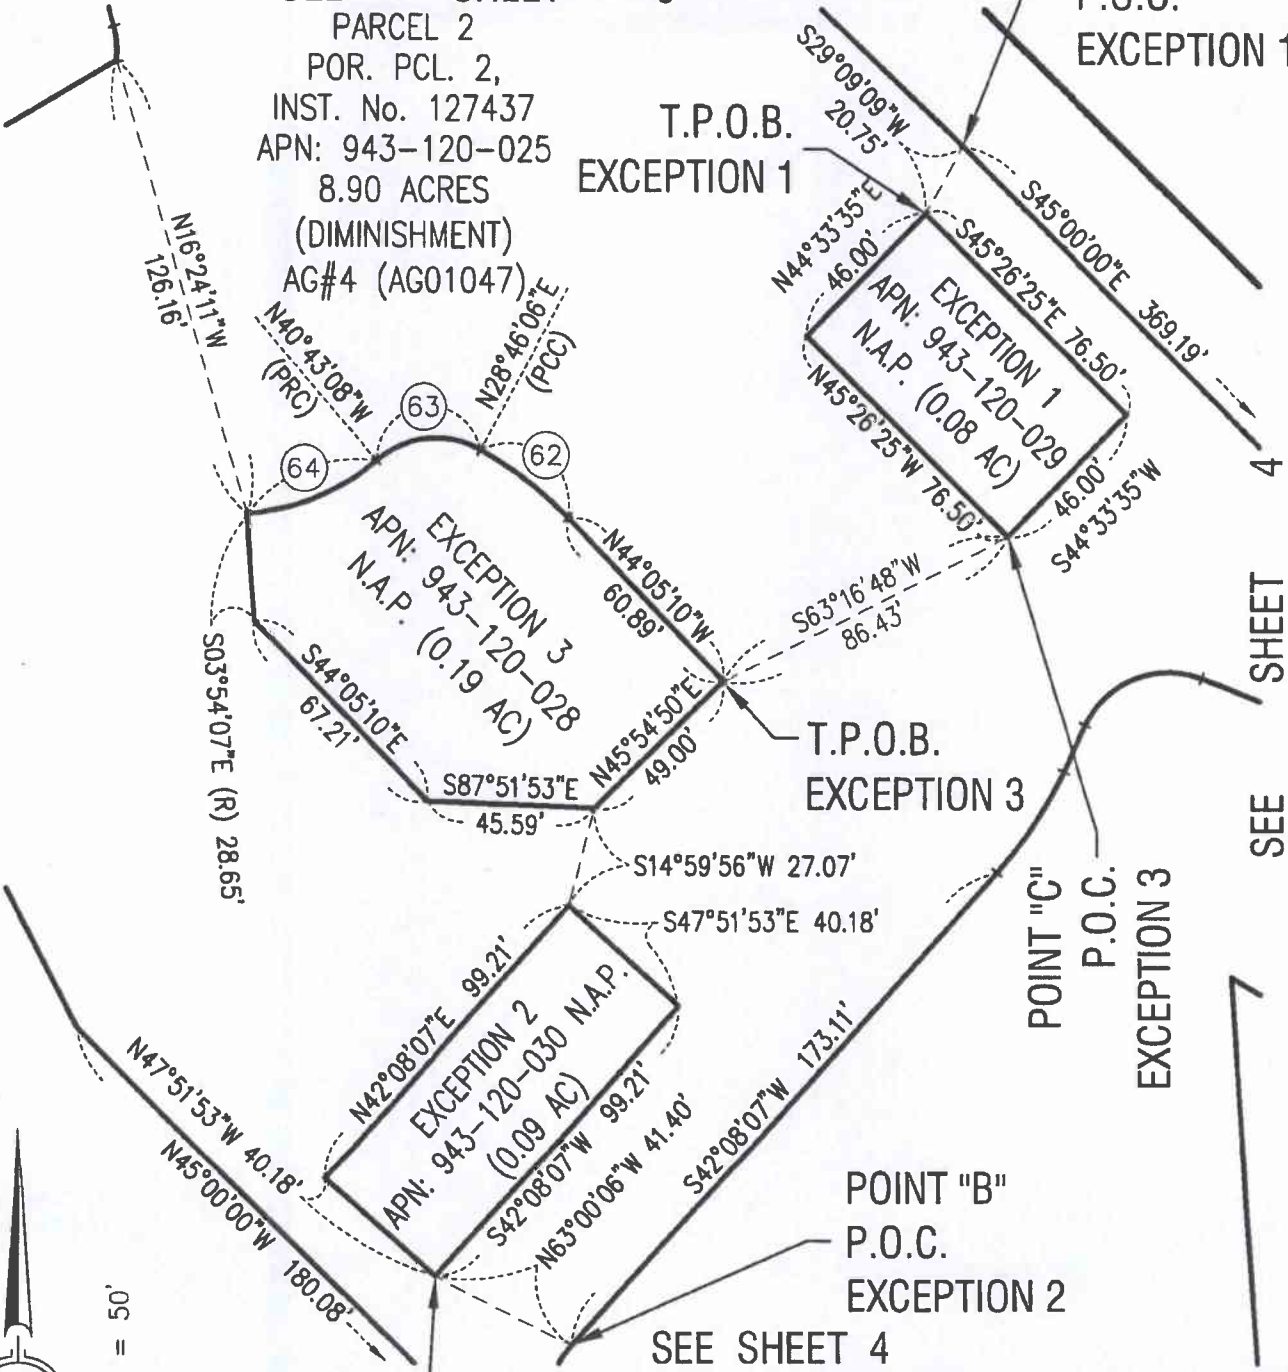 PARCEL 2
POR. PCL. 2,
INST. No. 127437
APN: 943-120-025
8.90 ACRES
(DIMINISHMENT)
AG#4 (AG01047)
EXCEPTION 1
T.P.O.B.
EXCEPTION 1
S29°09'09"W
20.75'
S45°00'00"E 369.19'
N44°33'35"E
46.00'
S45°26'25"E 76.50'
EXCEPTION 1
APN: 943-120-029
N.A.P. (0.08 AC)
N45°26'25"W 76.50'
46.00'
S44°33'35"W
N16°24'11"W
126.16'
N40°43'08"W
(PRC)
N28°46'06"E
(PCC)
63
62
64
EXCEPTION 3
APN: 943-120-028
N.A.P. (0.19 AC)
N44°05'10"W
60.89'
S63°16'48"W
86.43'
S03°54'07"E (R) 28.65'
S44°05'10"E
67.21'
S87°51'53"E
45.59'
N45°54'50"E
49.00'
T.P.O.B.
EXCEPTION 3
SEE SHEET 4
POINT "C"
P.O.C.
EXCEPTION 3
S14°59'56"W 27.07'
S47°51'53"E 40.18'
N42°08'07"E 99.21'
EXCEPTION 2
APN: 943-120-030 N.A.P.
(0.09 AC)
S42°08'07"W 99.21'
N63°00'06"W 41.40'
S42°08'07"W 173.11'
N47°51'53"W 40.18'
N45°00'00"W 180.08'
POINT "B"
P.O.C.
EXCEPTION 2
SEE SHEET 4
= 50'